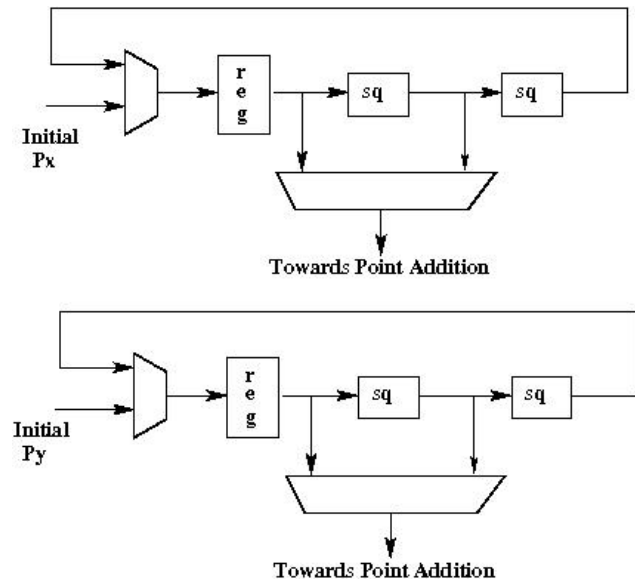 r
e
g
sq
sq
Initial
Px
Towards Point Addition
r
e
g
sq
sq
Initial
Py
Towards Point Addition